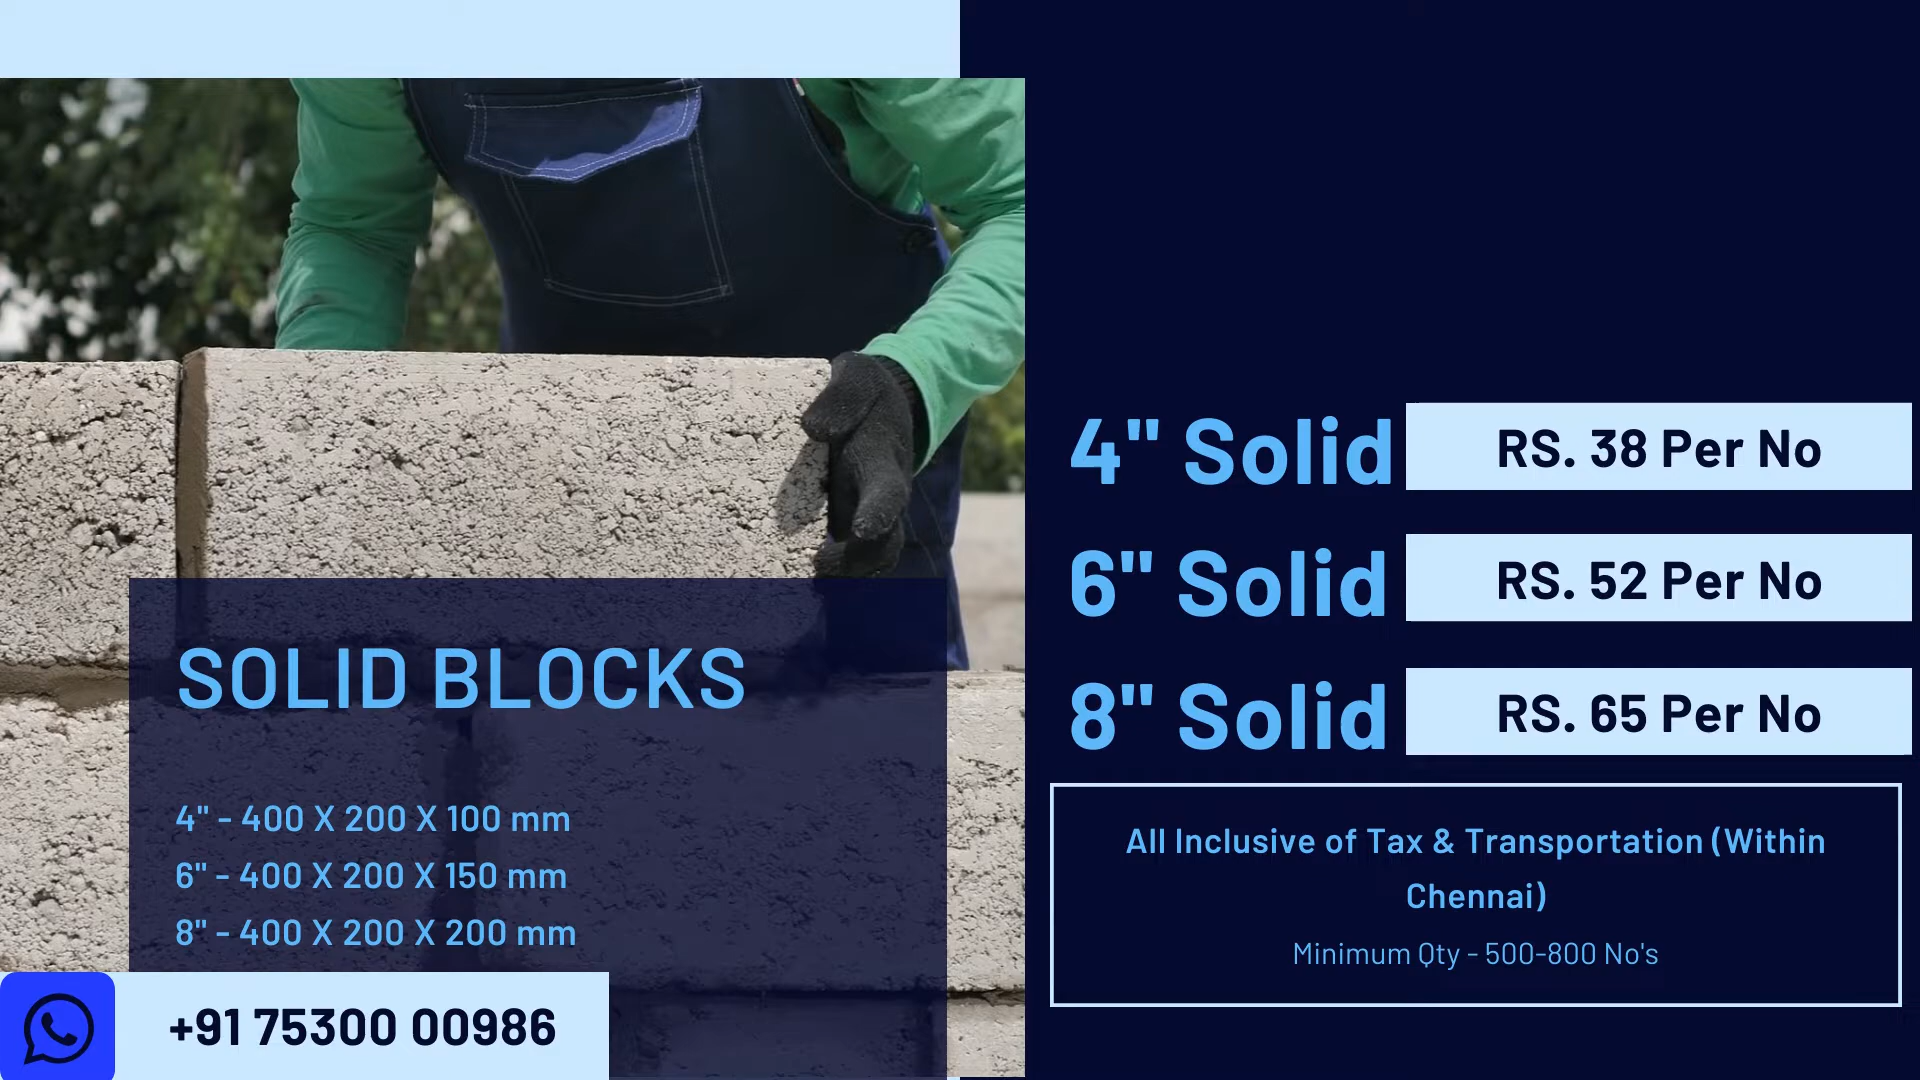 SOLID BLOCKS
4" - 400 X 200 X 100 mm
6" - 400 X 200 X 150 mm
8" - 400 X 200 X 200 mm
+91 75300 00986
4" Solid RS. 38 Per No
6" Solid RS. 52 Per No
8" Solid RS. 65 Per No
All Inclusive of Tax & Transportation (Within
Chennai)
Minimum Qty - 500-800 No's